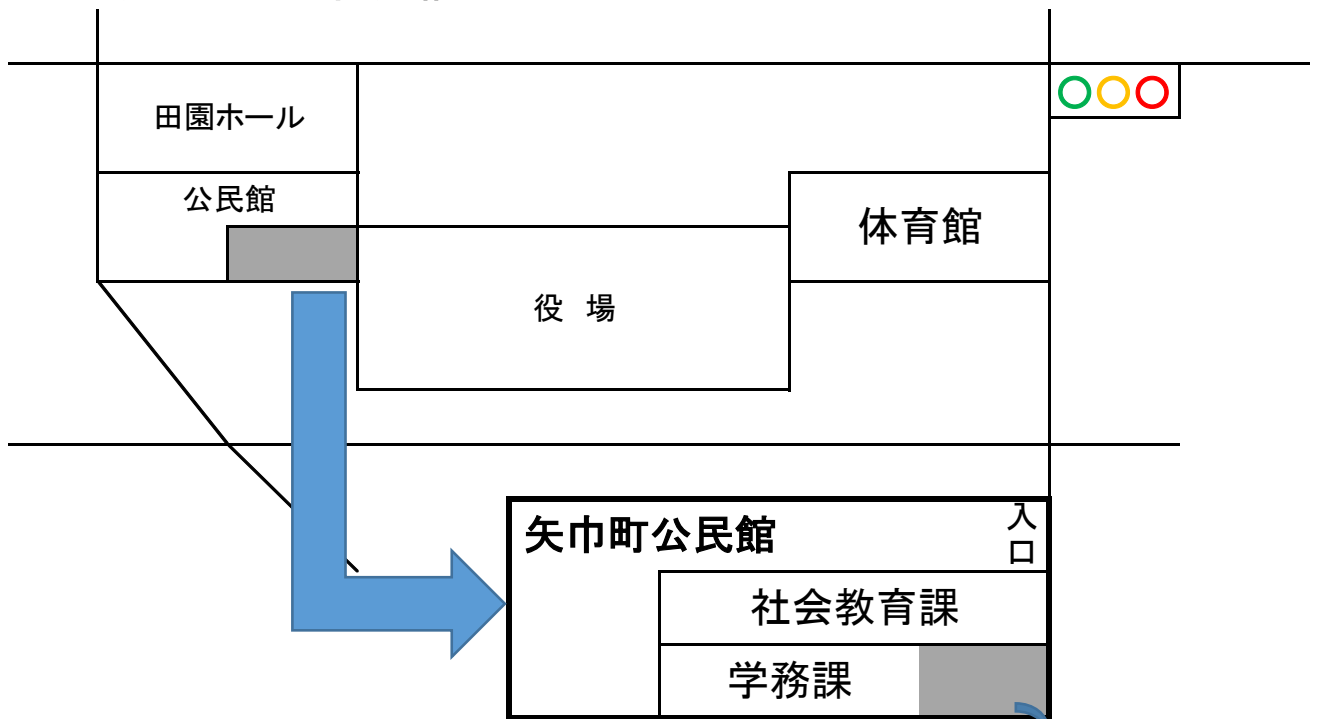 田園ホール
公民館
体育館
役 場
矢巾町公民館
入口
社会教育課
学務課